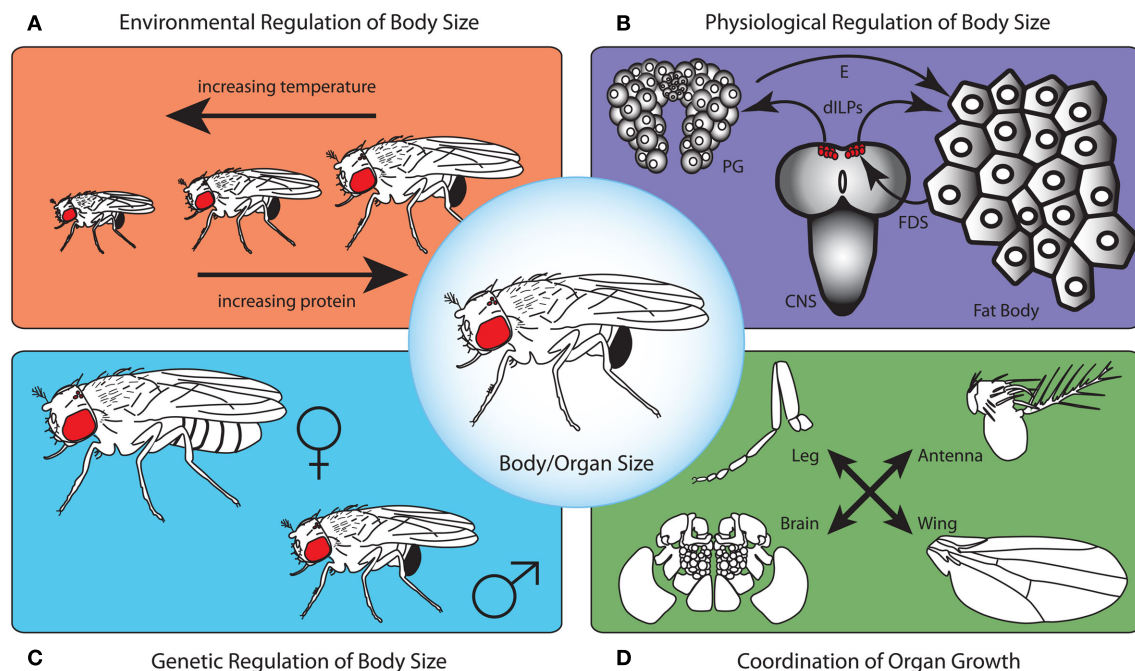 A
Environmental Regulation of Body Size
increasing temperature
increasing protein
B
Physiological Regulation of Body Size
E
dILPs
PG
FDS
CNS
Fat Body
Body/Organ Size
Leg
Antenna
Brain
Wing
C
Genetic Regulation of Body Size
D
Coordination of Organ Growth